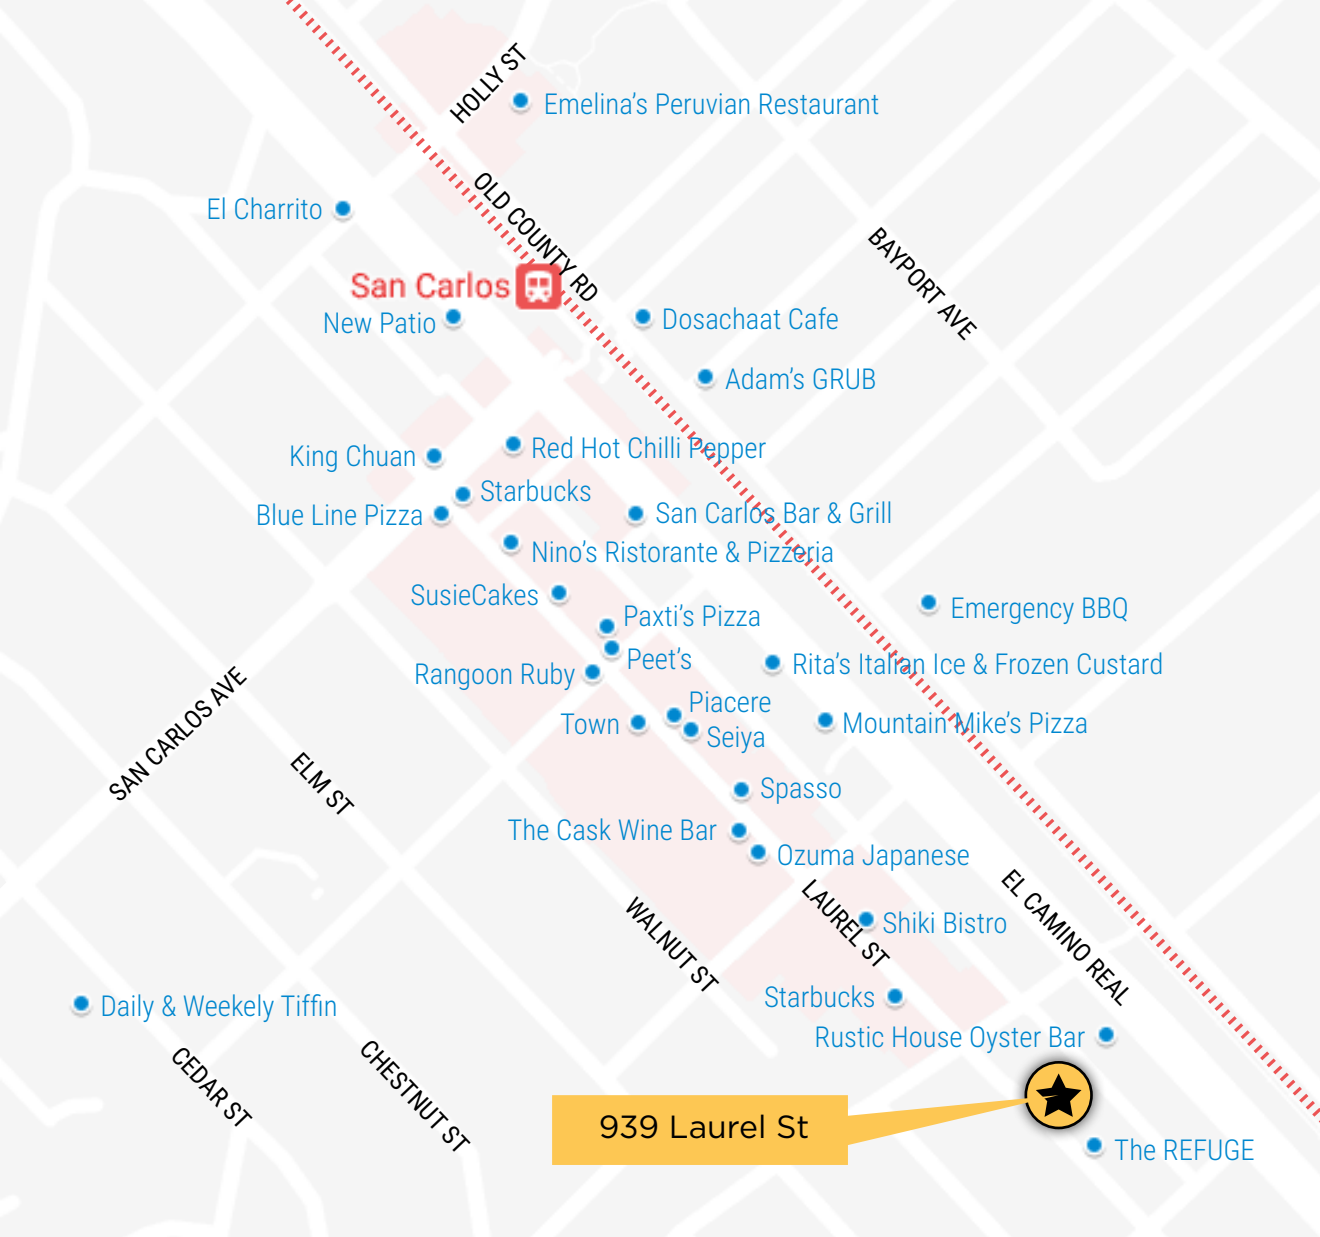 HOLLY ST
Emelina's Peruvian Restaurant
OLD COUNTY RD
El Charrito
BAYPORT AVE
San Carlos
New Patio
Dosachaat Cafe
Adam's GRUB
Red Hot Chilli Pepper
King Chuan
Starbucks
Blue Line Pizza
San Carlos Bar & Grill
Nino's Ristorante & Pizzeria
SusieCakes
Emergency BBQ
Paxti's Pizza
Peet's
Rita's Italian Ice & Frozen Custard
Rangoon Ruby
Piacere
Town
Seiya
Mountain Mike's Pizza
SAN CARLOS AVE
ELM ST
Spasso
The Cask Wine Bar
Ozuma Japanese
LAUREL ST
Shiki Bistro
EL CAMINO REAL
WALNUT ST
Starbucks
Daily & Weekely Tiffin
Rustic House Oyster Bar
CEDAR ST
CHESTNUT ST
939 Laurel St
The REFUGE